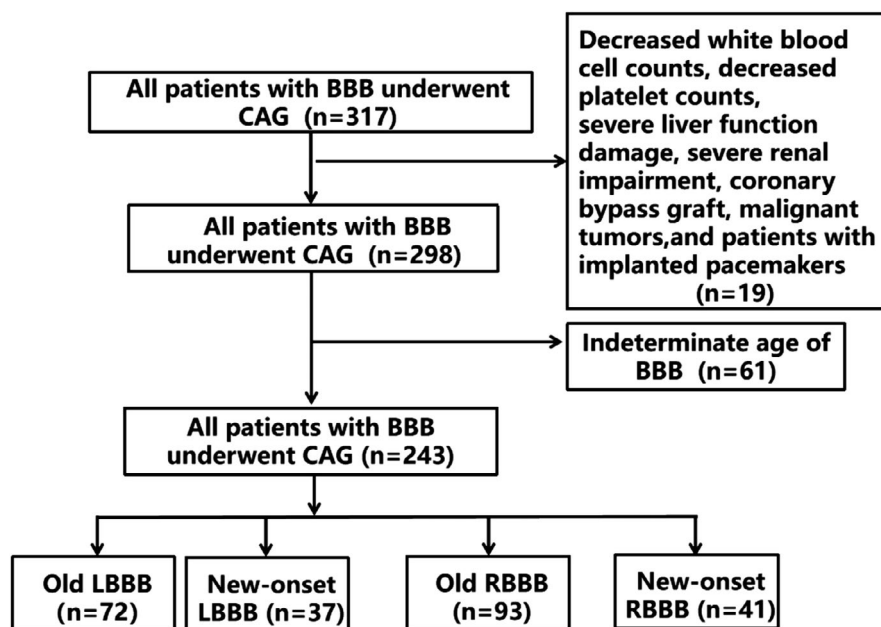 All patients with BBB underwent
CAG (n=317)
Decreased white blood
cell counts, decreased
platelet counts,
severe liver function
damage, severe renal
impairment, coronary
bypass graft, malignant
tumors,and patients with
implanted pacemakers
(n=19)
All patients with BBB
underwent CAG (n=298)
Indeterminate age of
BBB (n=61)
All patients with BBB
underwent CAG (n=243)
Old LBBB
(n=72)
New-onset
LBBB (n=37)
Old RBBB
(n=93)
New-onset
RBBB (n=41)